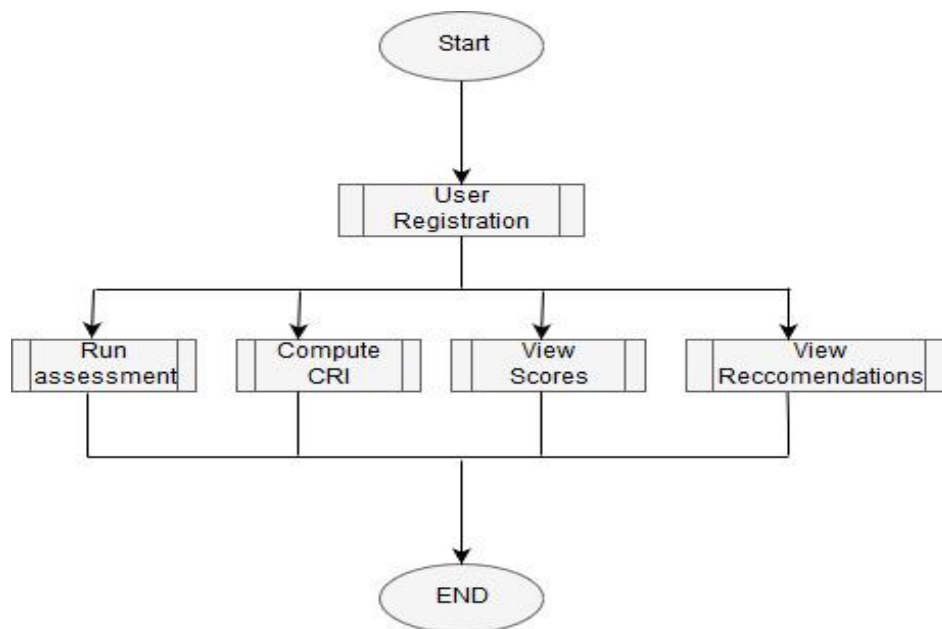 Start
User
Registration
Run
assessment
Compute
CRI
View
Scores
View
Reccomendations
END